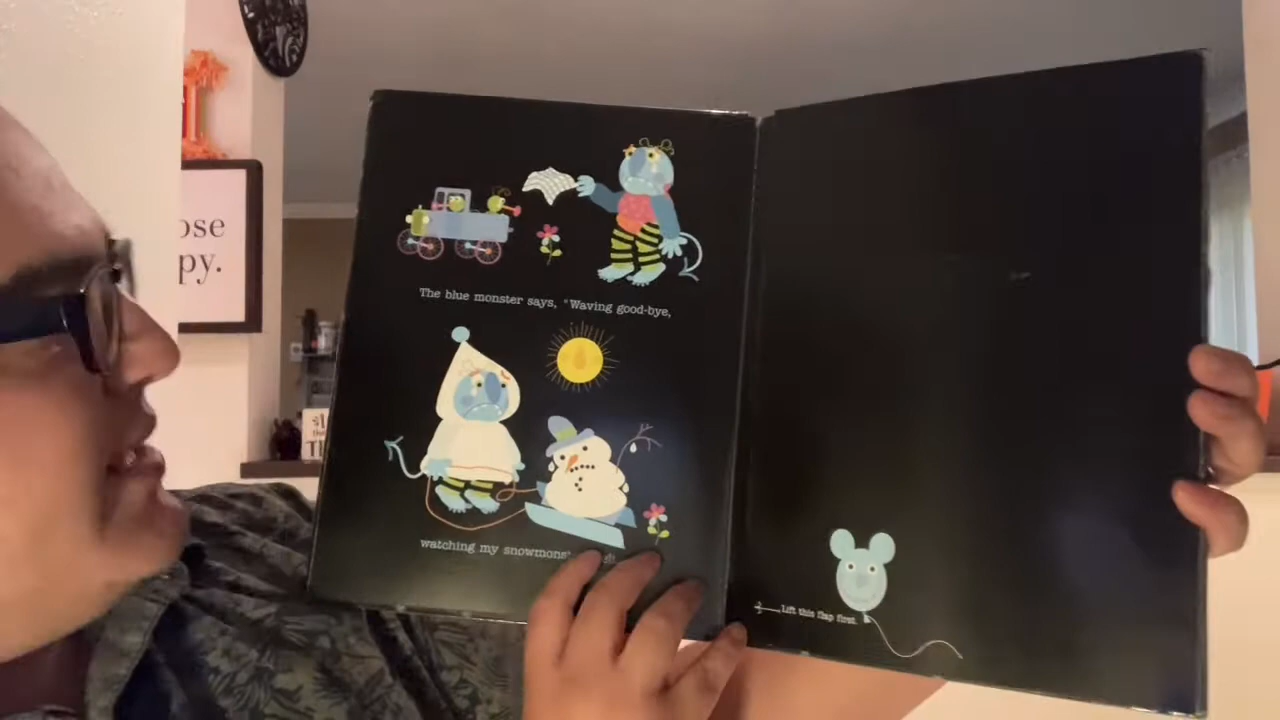 ose
py.
The blue monster says, "Waving good-bye,
watching my snowmons
Lift this flap first.